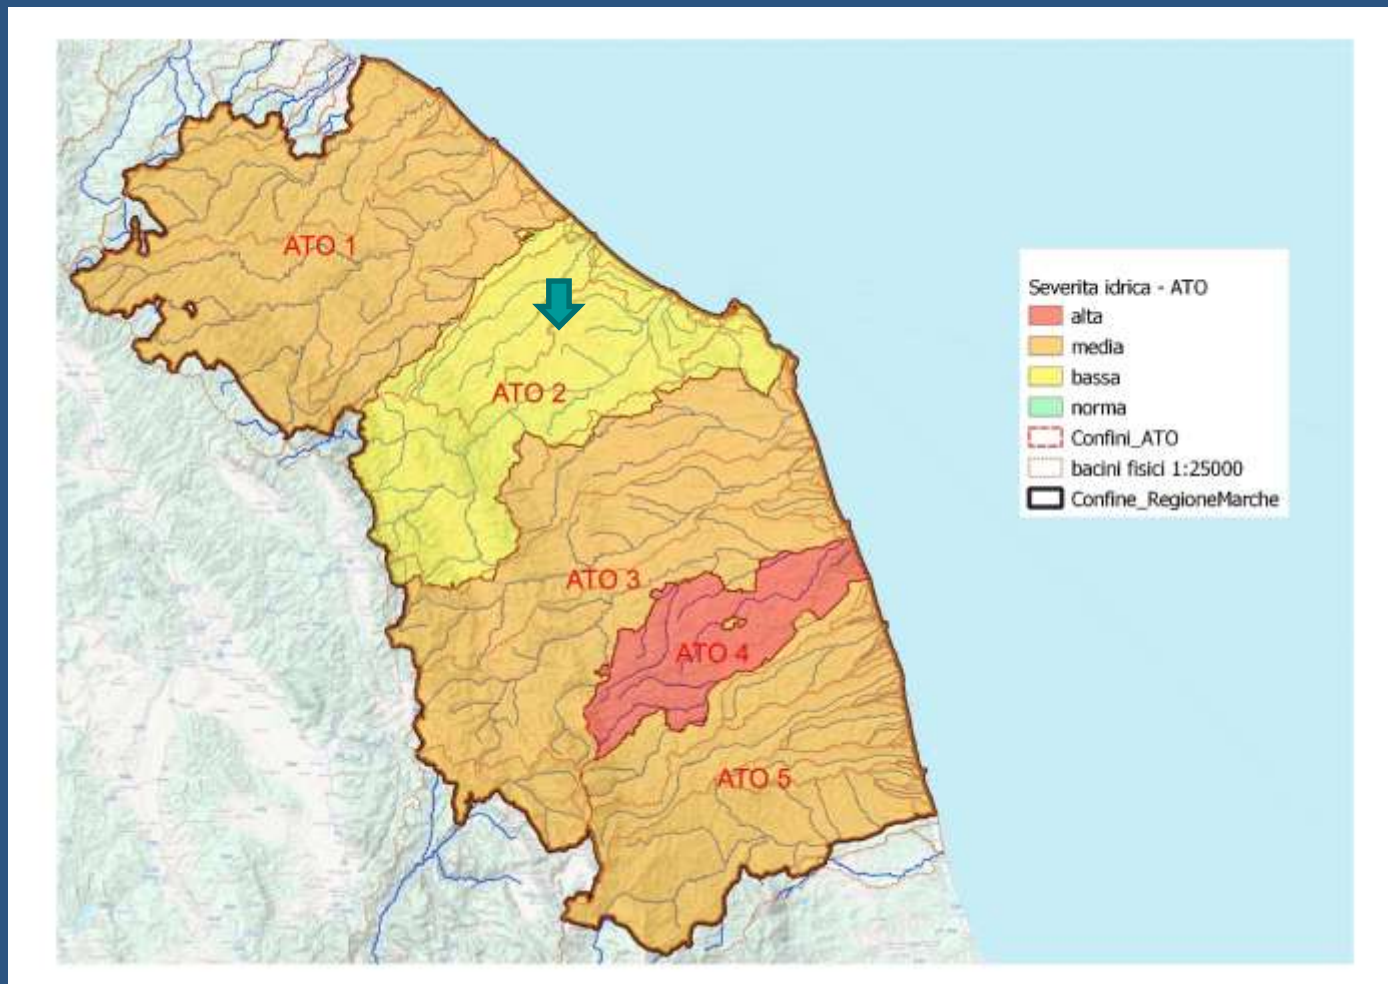 ATO 1
ATO 2
ATO 3
ATO 4
ATO 5
Severita idrica - ATO
alta
media
bassa
norma
Confini_ATO
bacini fisici 1:25000
Confine_RegioneMarche